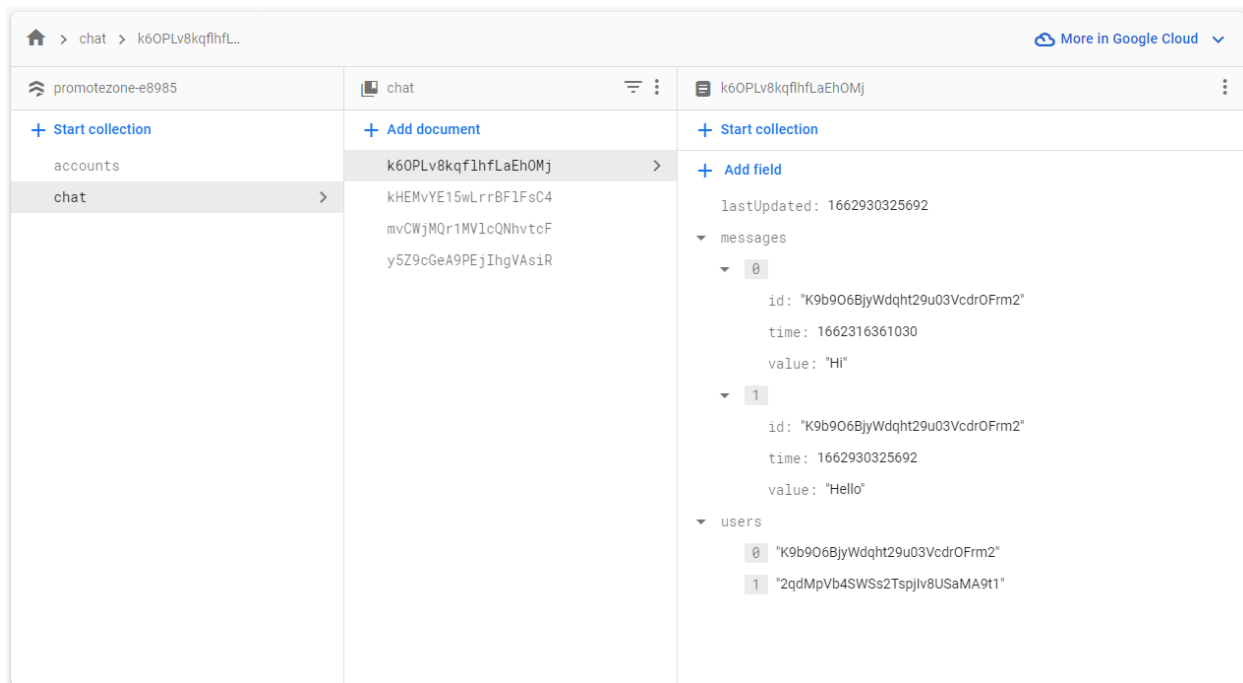 chat > k6OPLv8kqflhfL..
More in Google Cloud
promotezone-e8985
chat
k6OPLv8kqflhfLaEhOMj
+ Start collection
+ Add document
+ Start collection
accounts
chat
k6OPLv8kqflhfLaEhOMj
kHEMvYE15wLrrBFlFsC4
mvCWjMQr1MVlcQNhvtcF
y5Z9cGeA9PEjIhgVAsiR
+ Add field
lastUpdated: 1662930325692
messages
0
id: "K9b9O6BjyWdqht29u03VcdrOFrm2"
time: 1662316361030
value: "Hi"
1
id: "K9b9O6BjyWdqht29u03VcdrOFrm2"
time: 1662930325692
value: "Hello"
users
0 "K9b9O6BjyWdqht29u03VcdrOFrm2"
1 "2qdMpVb4SWSs2TspjIv8USaMA9t1"